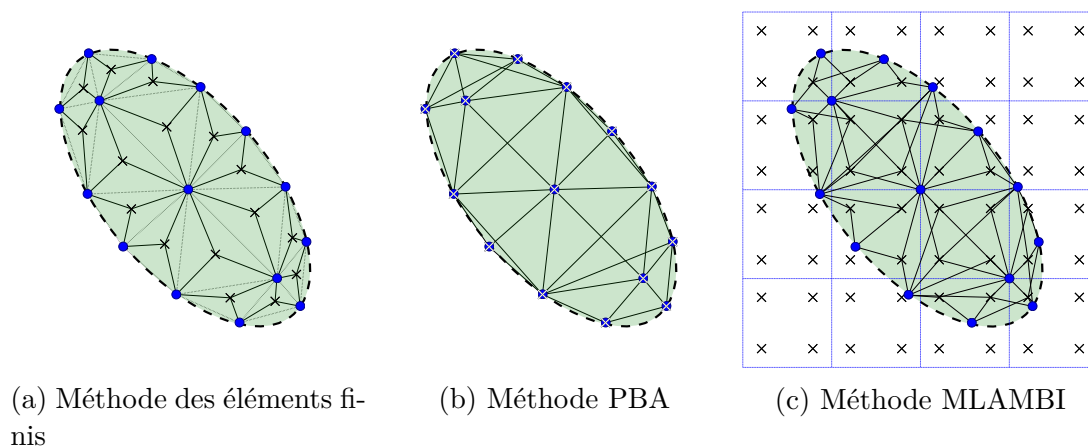 (a) Méthode des éléments fi-
nis
(b) Méthode PBA
(c) Méthode MLAMBI